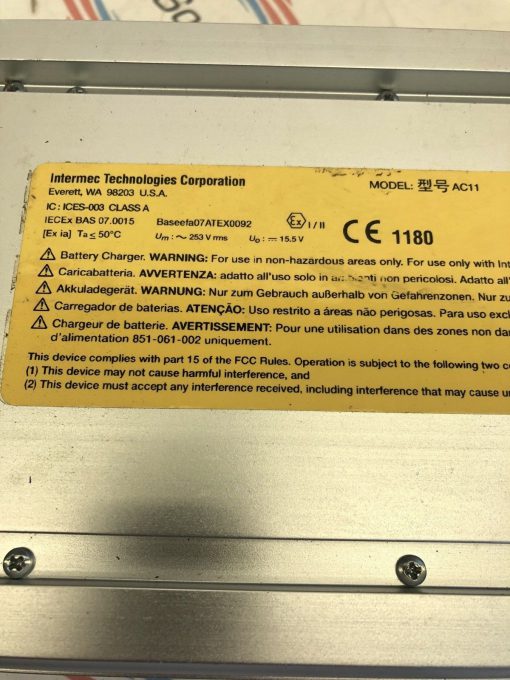 Intermec Technologies Corporation
Everett, WA 98203 U.S.A.
MODEL: 型号 AC11
IC: ICES-003 CLASS A
IECEx BAS 07.0015 Baseefa07ATEX0092 Ex I / II CE 1180
[Ex ia] Ta ≤ 50°C Um: ~ 253 V rms Uo: ⎓ 15.5 V
⚠ Battery Charger. WARNING: For use in non-hazardous areas only. For use only with Int
⚠ Caricabatteria. AVVERTENZA: adatto all'uso solo in ambienti non pericolosi. Adatto all'
⚠ Akkuladegerät. WARNUNG: Nur zum Gebrauch außerhalb von Gefahrenzonen. Nur zu
⚠ Carregador de baterias. ATENÇÃO: Uso restrito a áreas não perigosas. Para uso excl
⚠ Chargeur de batterie. AVERTISSEMENT: Pour une utilisation dans des zones non dan
d'alimentation 851-061-002 uniquement.
This device complies with part 15 of the FCC Rules. Operation is subject to the following two co
(1) This device may not cause harmful interference, and
(2) This device must accept any interference received, including interference that may cause un